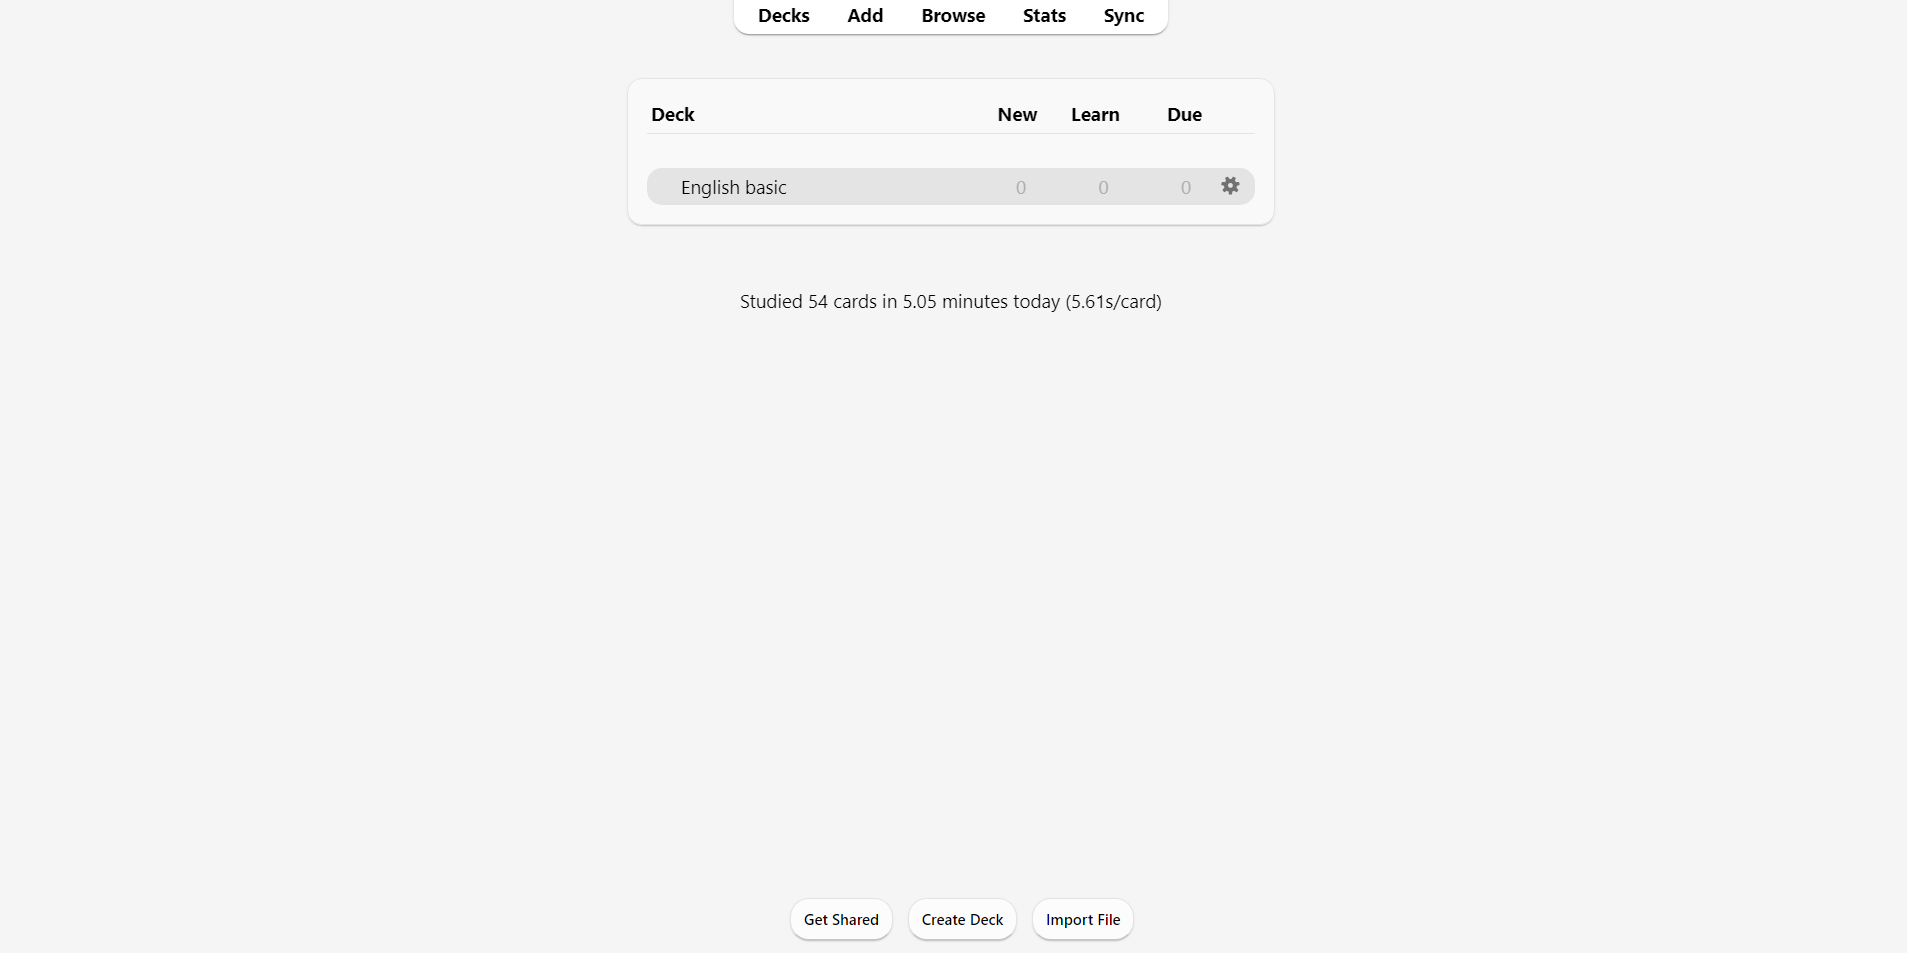 Decks Add Browse Stats Sync
Deck New Learn Due
English basic 0 0 0
Studied 54 cards in 5.05 minutes today (5.61s/card)
Get Shared Create Deck Import File